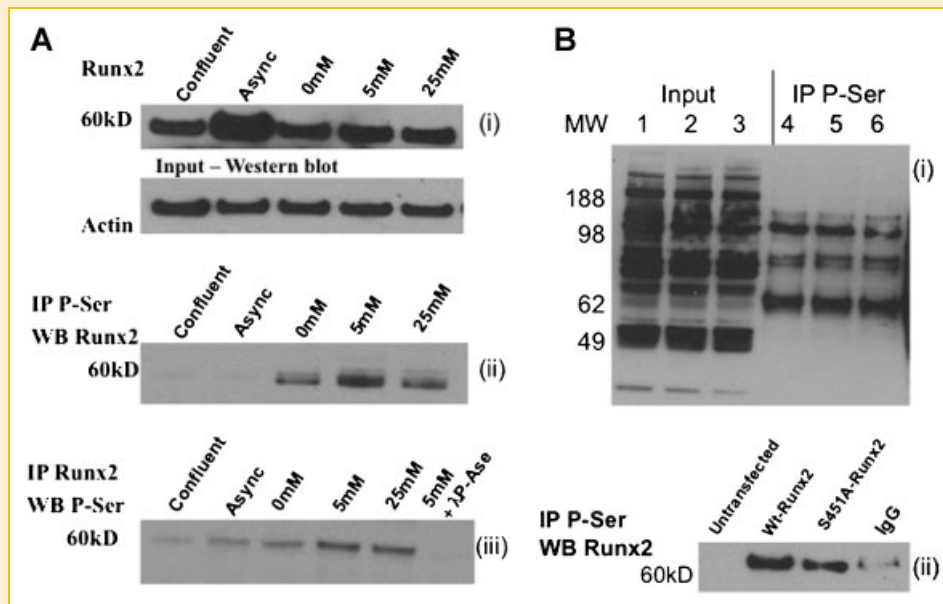 A
Runx2
Confluent
Async
0mM
5mM
25mM
60kD
(i)
Input – Western blot
Actin
IP P-Ser
WB Runx2
Confluent
Async
0mM
5mM
25mM
60kD
(ii)
IP Runx2
WB P-Ser
Confluent
Async
0mM
5mM
25mM
5mM
+ λP-Ase
60kD
(iii)
B
Input
IP P-Ser
MW
1 2 3 4 5 6
(i)
188
98
62
49
IP P-Ser
WB Runx2
Untransfected
Wt-Runx2
S451A-Runx2
IgG
60kD
(ii)